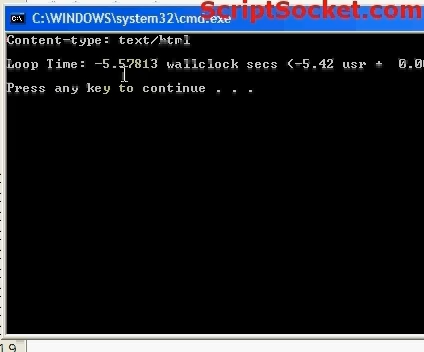 ScriptSocket.com
C:\WINDOWS\system32\cmd.exe
Content-type: text/html
Loop Time: -5.57813 wallclock secs (-5.42 usr + 0.0
Press any key to continue . . .
19